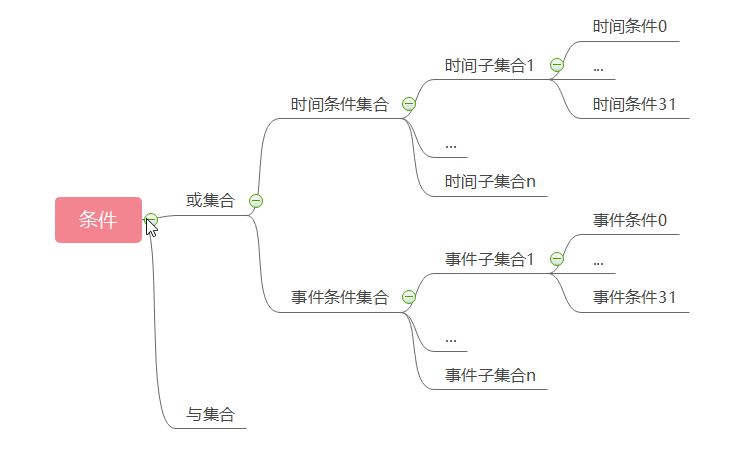 条件
或集合
时间条件集合
时间子集合1
时间条件0
...
时间条件31
...
时间子集合n
事件条件集合
事件子集合1
事件条件0
...
事件条件31
...
事件子集合n
与集合